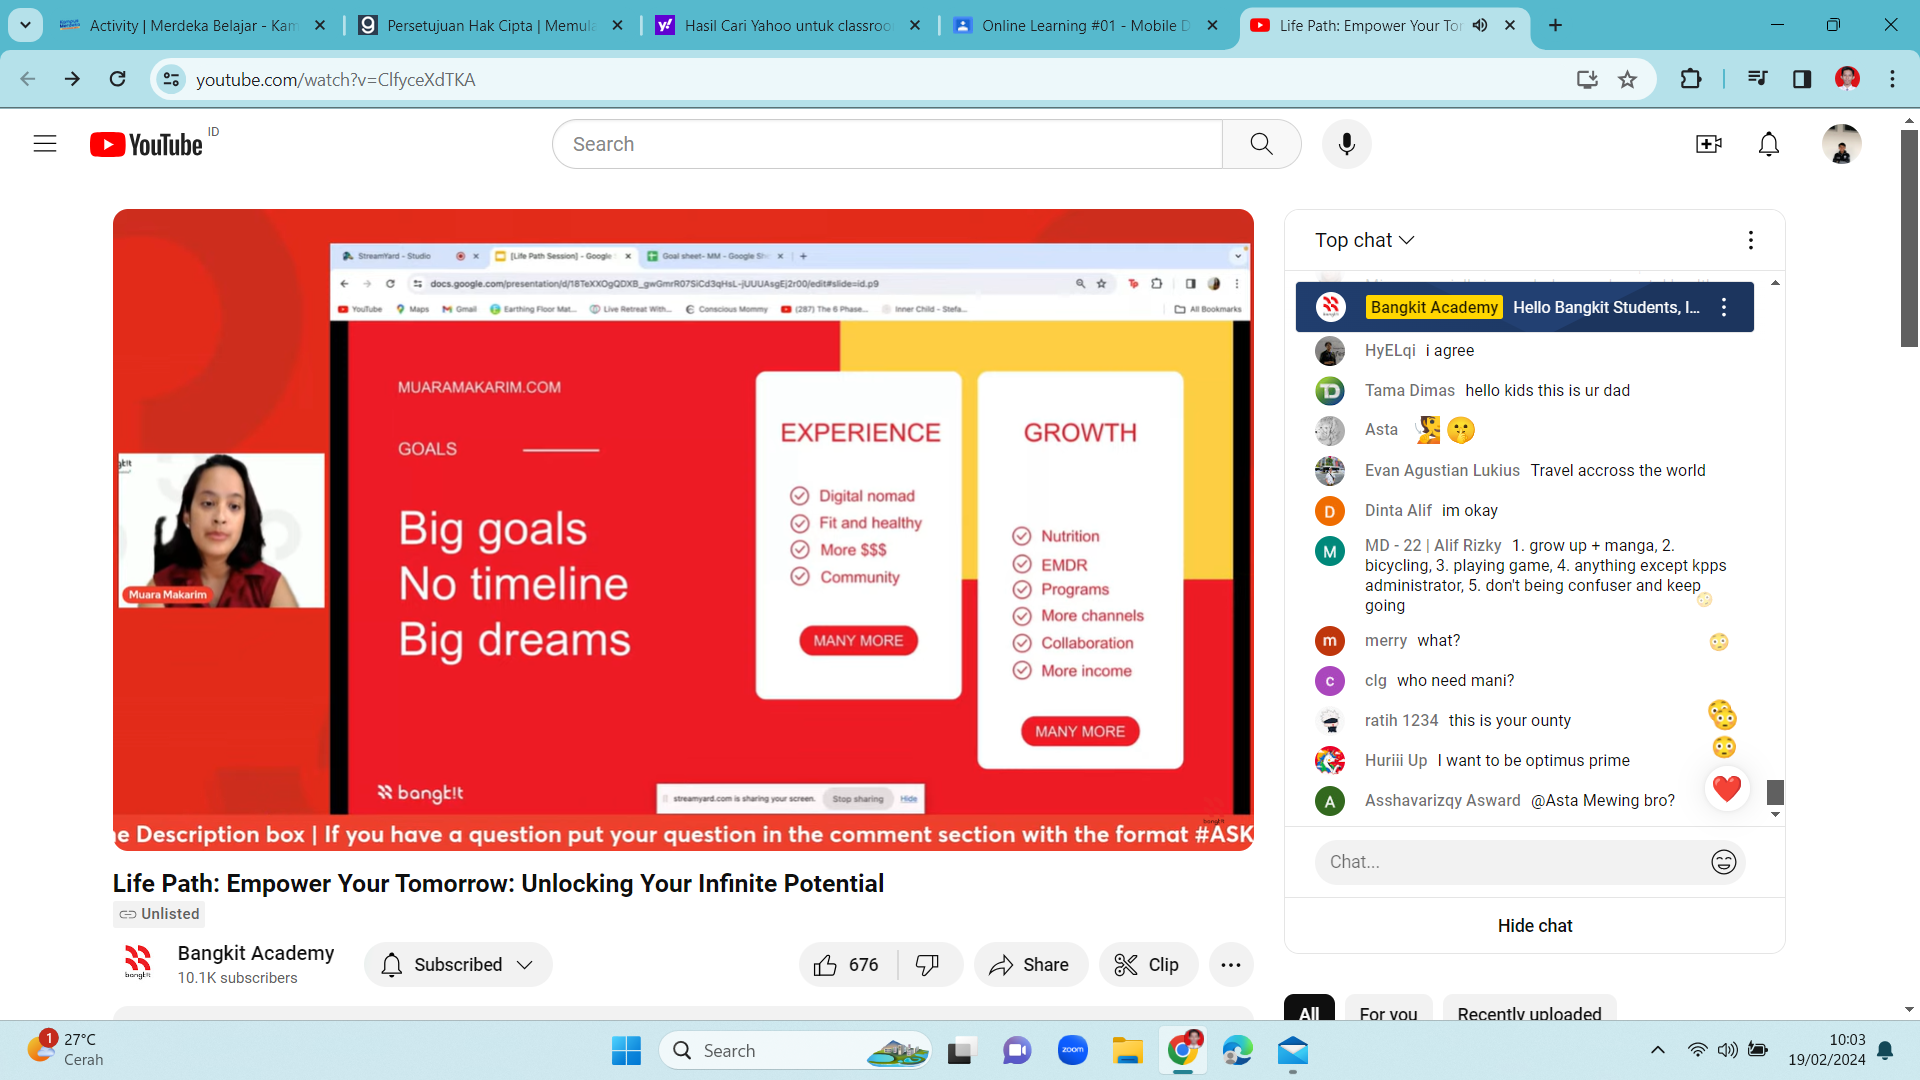 Activity | Merdeka Belajar - Kam
Persetujuan Hak Cipta | Memula
Hasil Cari Yahoo untuk classroo
Online Learning #01 - Mobile D
Life Path: Empower Your Tor
youtube.com/watch?v=ClfyceXdTKA
YouTube ID
Search
StreamYard - Studio
[Life Path Session] - Google
Goal sheet- MM - Google Sh
docs.google.com/presentation/d/18TeXXOgQDXB_gwGmrR07SiCd3qHsL-jUUUAsgEj2r00/edit#slide=id.p9
YouTube
Maps
Gmail
Earthing Floor Mat...
Live Retreat With...
Conscious Mommy
(287) The 6 Phase...
Inner Child - Stefa...
All Bookmarks
MUARAMAKARIM.COM
GOALS
Big goals
No timeline
Big dreams
EXPERIENCE
Digital nomad
Fit and healthy
More $$$
Community
MANY MORE
GROWTH
Nutrition
EMDR
Programs
More channels
Collaboration
More income
MANY MORE
Muara Makarim
bangk!t
streamyard.com is sharing your screen.
Stop sharing
Hide
e Description box | If you have a question put your question in the comment section with the format #ASK
Life Path: Empower Your Tomorrow: Unlocking Your Infinite Potential
Unlisted
Bangkit Academy
10.1K subscribers
Subscribed
676
Share
Clip
Top chat
Bangkit Academy Hello Bangkit Students, I...
HyELqi i agree
Tama Dimas hello kids this is ur dad
Asta
Evan Agustian Lukius Travel accross the world
D Dinta Alif im okay
M MD - 22 | Alif Rizky 1. grow up + manga, 2.
bicycling, 3. playing game, 4. anything except kpps
administrator, 5. don't being confuser and keep
going
m merry what?
c clg who need mani?
ratih 1234 this is your ounty
Huriii Up I want to be optimus prime
A Asshavarizqy Asward @Asta Mewing bro?
Chat...
Hide chat
All
For you
Recently uploaded
1
27°C
Cerah
Search
zoom
10:03
19/02/2024